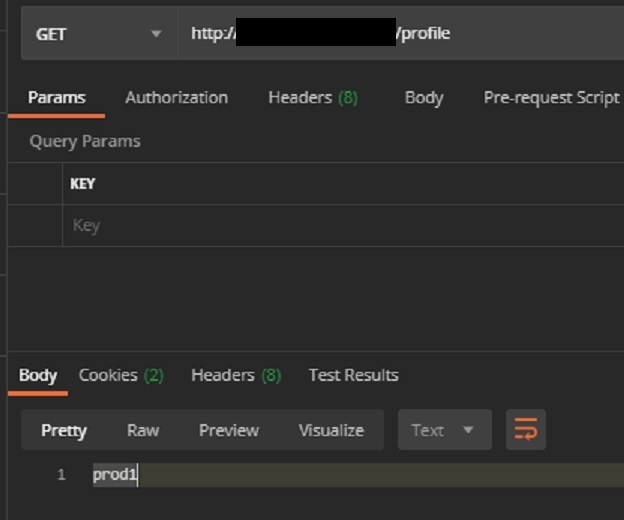 GET http:// /profile
Params Authorization Headers (8) Body Pre-request Script
Query Params
KEY
Key
Body Cookies (2) Headers (8) Test Results
Pretty Raw Preview Visualize Text
1 prod1